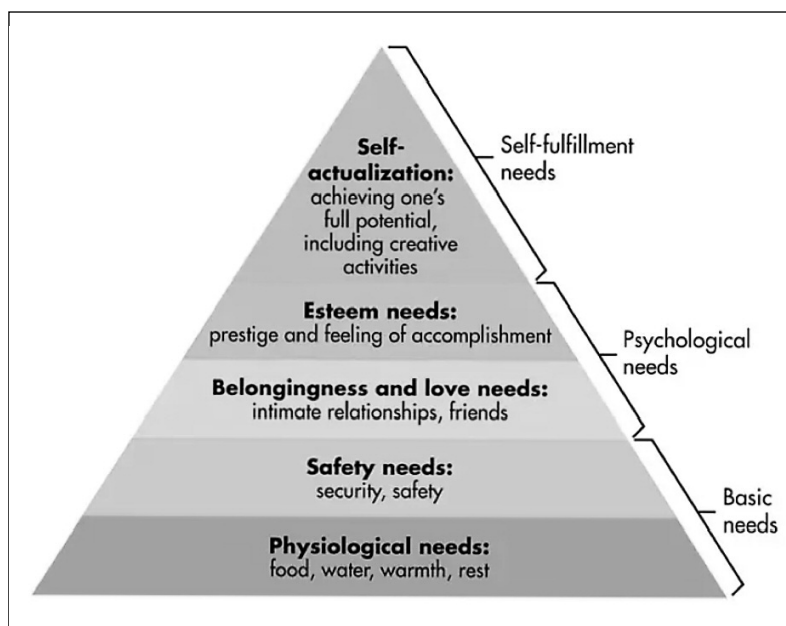 Self-
actualization:
achieving one's
full potential,
including creative
activities
Self-fulfillment
needs
Esteem needs:
prestige and feeling of accomplishment
Psychological
needs
Belongingness and love needs:
intimate relationships, friends
Safety needs:
security, safety
Basic
needs
Physiological needs:
food, water, warmth, rest